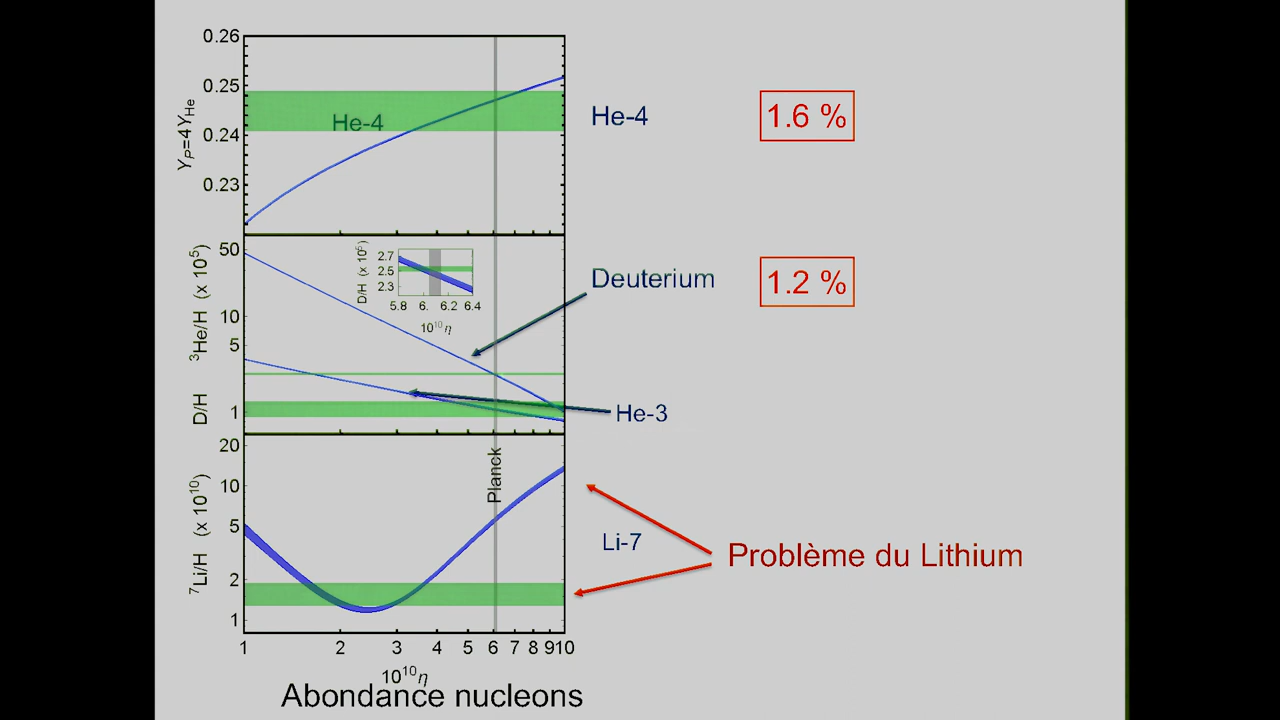 0.26
0.25
0.24
0.23
Y_P=4Y_He
He-4
He-4
1.6 %
50
10
5
1
D/H   ³He/H (x 10⁵)
2.7
2.5
2.3
D/H (x 10⁵)
5.8 6. 6.2 6.4
10¹⁰ η
Deuterium
1.2 %
He-3
20
10
5
2
1
⁷Li/H (x 10¹⁰)
Planck
Li-7
Problème du Lithium
1 2 3 4 5 6 7 8 910
10¹⁰η
Abondance nucleons